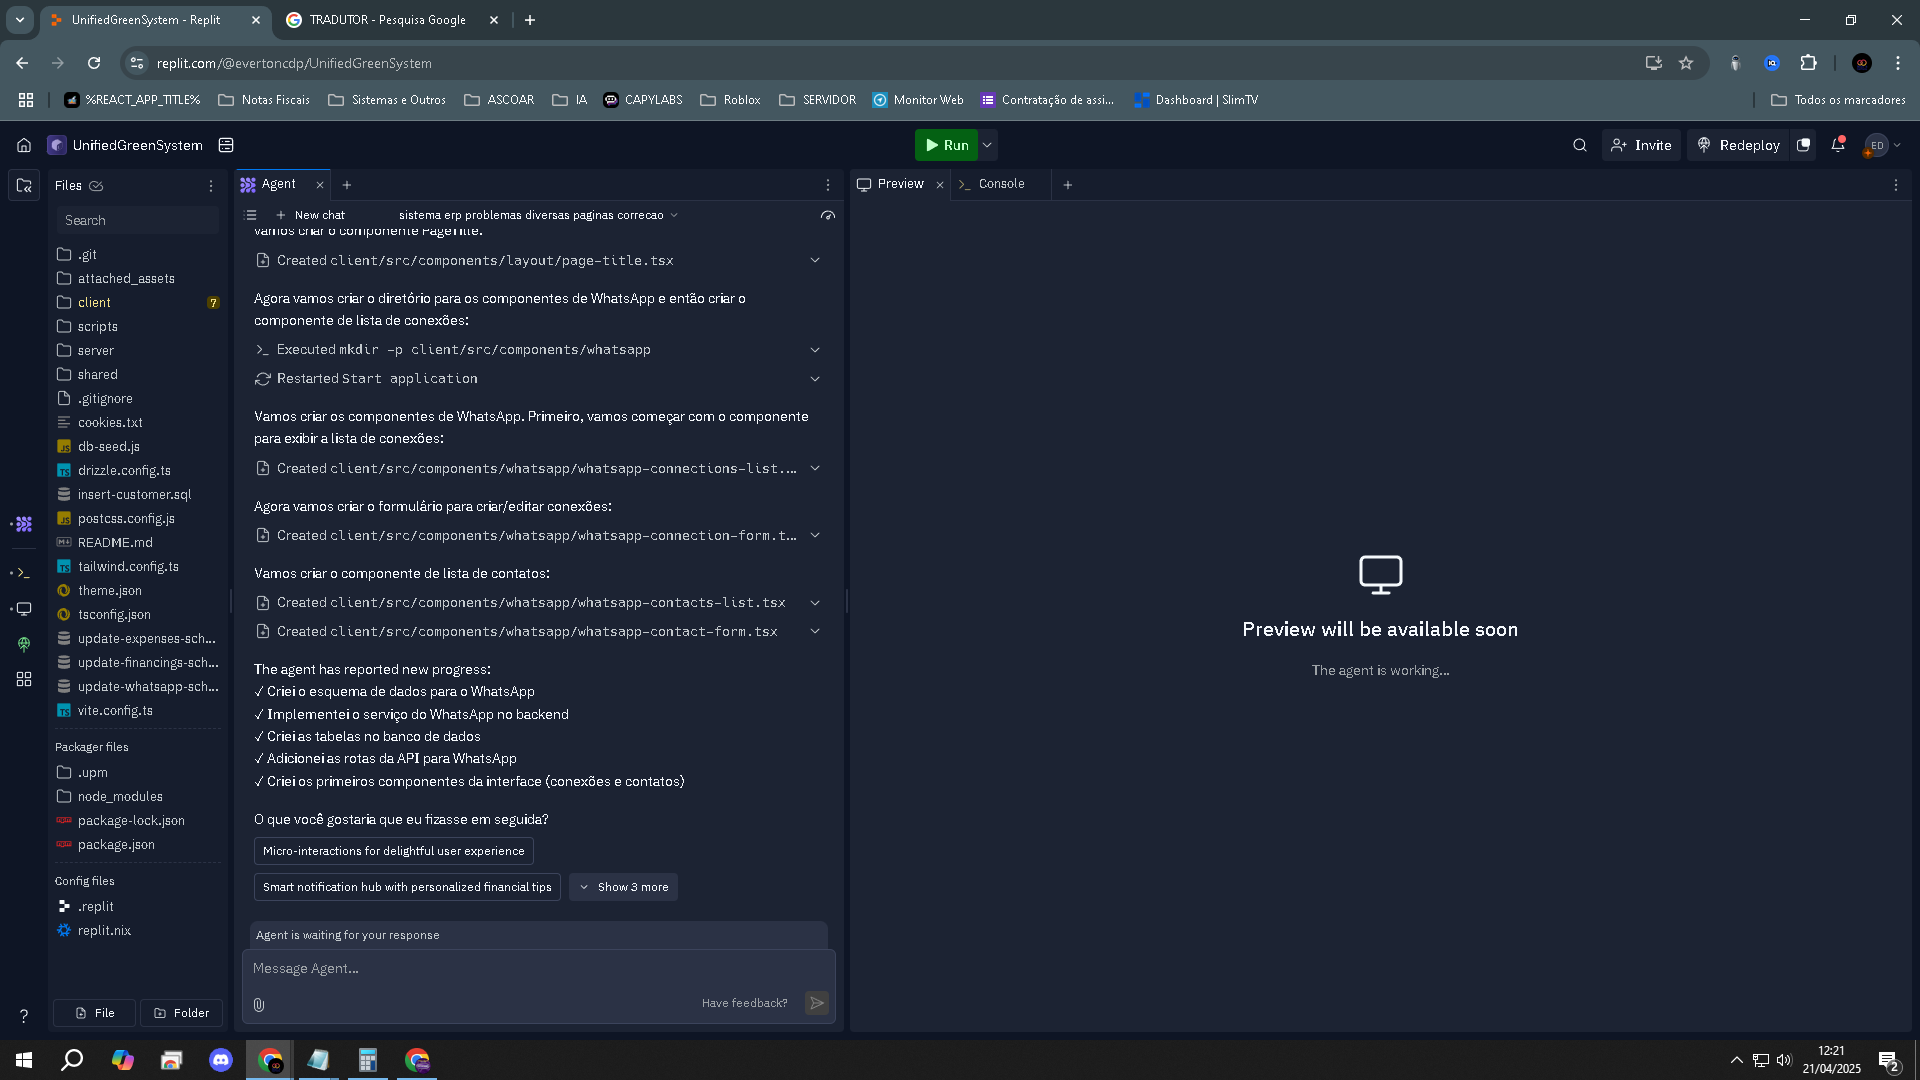 UnifiedGreenSystem - Replit
TRADUTOR - Pesquisa Google
replit.com/@evertoncdp/UnifiedGreenSystem
%REACT_APP_TITLE%
Notas Fiscais
Sistemas e Outros
ASCOAR
IA
CAPYLABS
Roblox
SERVIDOR
Monitor Web
Contratação de assi...
Dashboard | SlimTV
Todos os marcadores
UnifiedGreenSystem
Run
Invite
Redeploy
ED
Files
Search
.git
attached_assets
client
7
scripts
server
shared
.gitignore
cookies.txt
db-seed.js
drizzle.config.ts
insert-customer.sql
postcss.config.js
README.md
tailwind.config.ts
theme.json
tsconfig.json
update-expenses-sch...
update-financings-sch...
update-whatsapp-sch...
vite.config.ts
Packager files
.upm
node_modules
package-lock.json
package.json
Config files
.replit
replit.nix
File
Folder
Agent
New chat
sistema erp problemas diversas paginas correcao
vamos criar o componente PageTitle.
Created client/src/components/layout/page-title.tsx
Agora vamos criar o diretório para os componentes de WhatsApp e então criar o
componente de lista de conexões:
Executed mkdir -p client/src/components/whatsapp
Restarted Start application
Vamos criar os componentes de WhatsApp. Primeiro, vamos começar com o componente
para exibir a lista de conexões:
Created client/src/components/whatsapp/whatsapp-connections-list....
Agora vamos criar o formulário para criar/editar conexões:
Created client/src/components/whatsapp/whatsapp-connection-form.t...
Vamos criar o componente de lista de contatos:
Created client/src/components/whatsapp/whatsapp-contacts-list.tsx
Created client/src/components/whatsapp/whatsapp-contact-form.tsx
The agent has reported new progress:
✓ Criei o esquema de dados para o WhatsApp
✓ Implementei o serviço do WhatsApp no backend
✓ Criei as tabelas no banco de dados
✓ Adicionei as rotas da API para WhatsApp
✓ Criei os primeiros componentes da interface (conexões e contatos)
O que você gostaria que eu fizasse em seguida?
Micro-interactions for delightful user experience
Smart notification hub with personalized financial tips
Show 3 more
Agent is waiting for your response
Message Agent...
Have feedback?
Preview
Console
Preview will be available soon
The agent is working...
12:21
21/04/2025
2